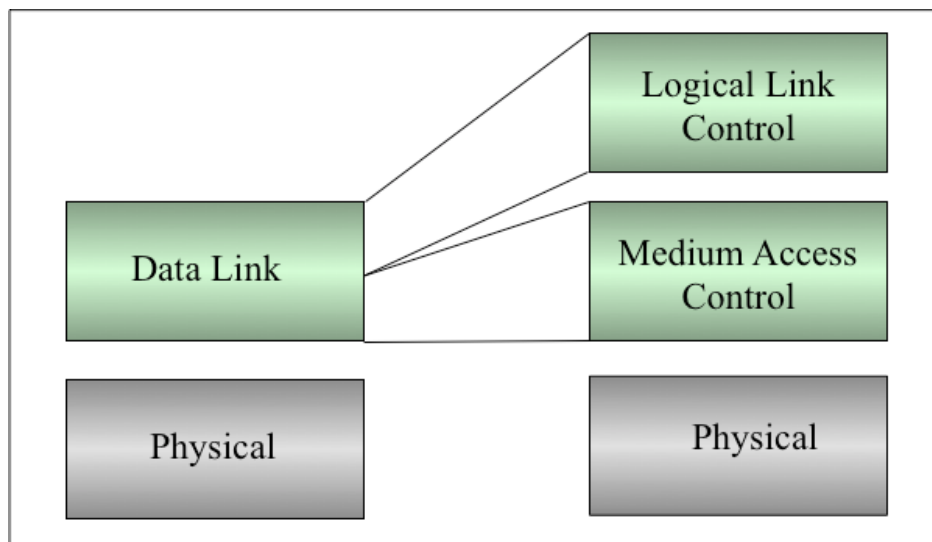 Data Link
Physical
Logical Link
Control
Medium Access
Control
Physical